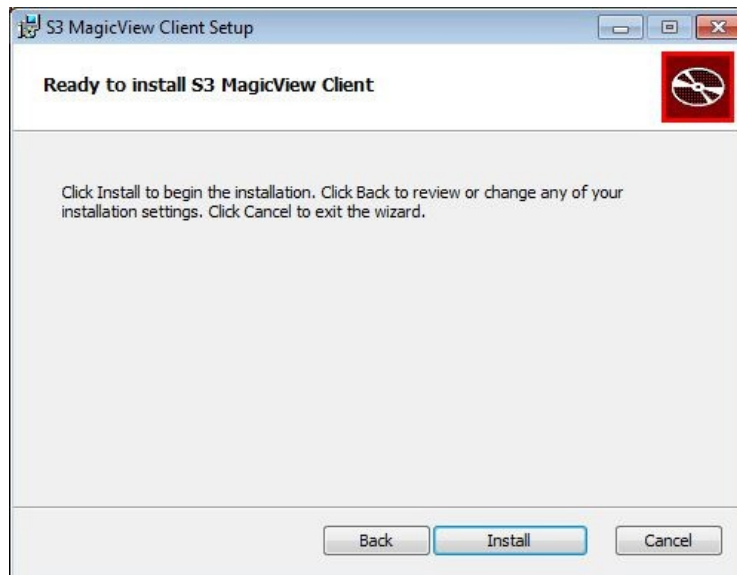 S3 MagicView Client Setup
Ready to install S3 MagicView Client
Click Install to begin the installation. Click Back to review or change any of your
installation settings. Click Cancel to exit the wizard.
Back
Install
Cancel